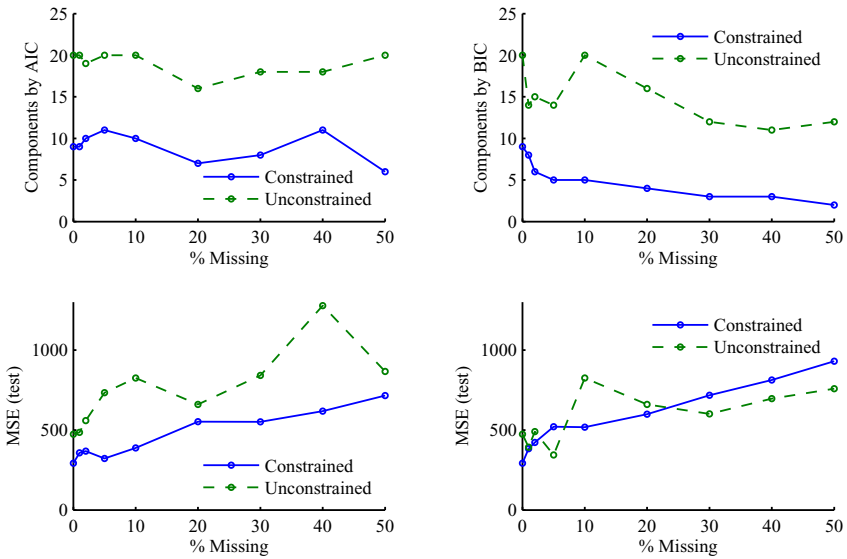 Components by AIC
25
20
15
10
5
0
Constrained
Unconstrained
0 10 20 30 40 50
% Missing
Components by BIC
25
20
15
10
5
0
Constrained
Unconstrained
0 10 20 30 40 50
% Missing
MSE (test)
1000
500
0
Constrained
Unconstrained
0 10 20 30 40 50
% Missing
MSE (test)
1000
500
0
Constrained
Unconstrained
0 10 20 30 40 50
% Missing